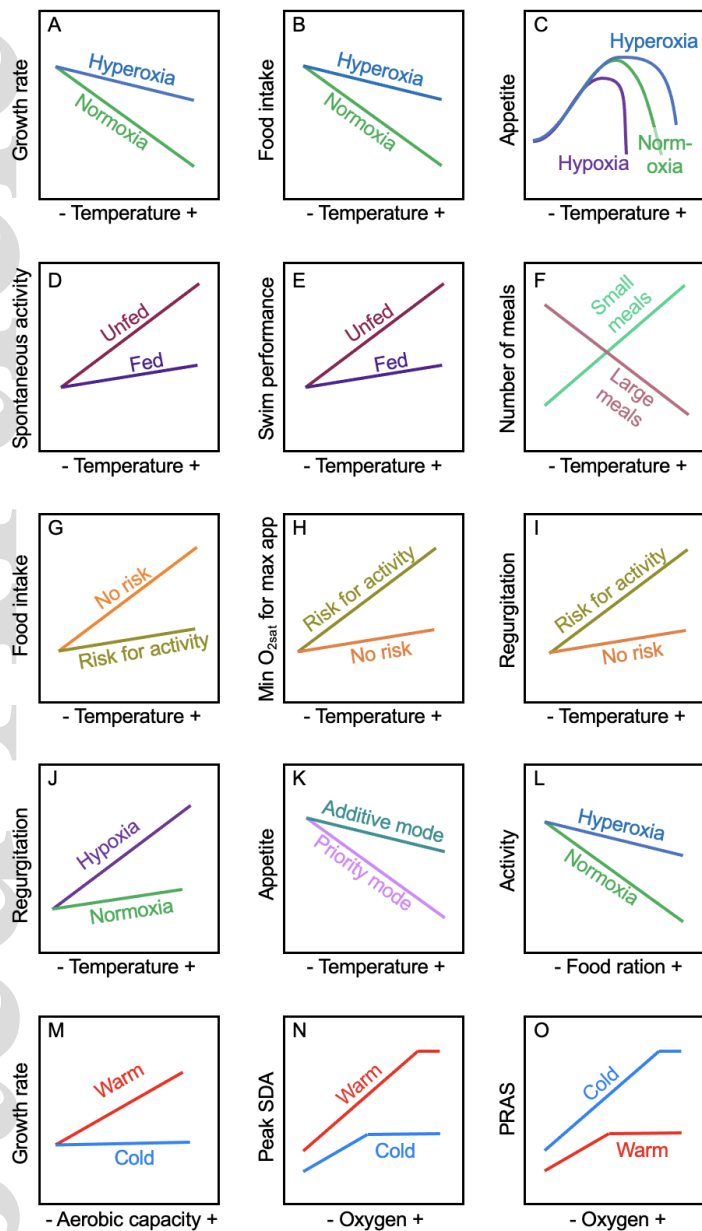 A
Growth rate
Hyperoxia
Normoxia
- Temperature +
B
Food intake
Hyperoxia
Normoxia
- Temperature +
C
Appetite
Hyperoxia
Hypoxia
Norm-
oxia
- Temperature +
D
Spontaneous activity
Unfed
Fed
- Temperature +
E
Swim performance
Unfed
Fed
- Temperature +
F
Number of meals
Small
meals
Large
meals
- Temperature +
G
Food intake
No risk
Risk for activity
- Temperature +
H
Min O2sat for max app
Risk for activity
No risk
- Temperature +
I
Regurgitation
Risk for activity
No risk
- Temperature +
J
Regurgitation
Hypoxia
Normoxia
- Temperature +
K
Appetite
Additive mode
Priority mode
- Temperature +
L
Activity
Hyperoxia
Normoxia
- Food ration +
M
Growth rate
Warm
Cold
- Aerobic capacity +
N
Peak SDA
Warm
Cold
- Oxygen +
O
PRAS
Cold
Warm
- Oxygen +